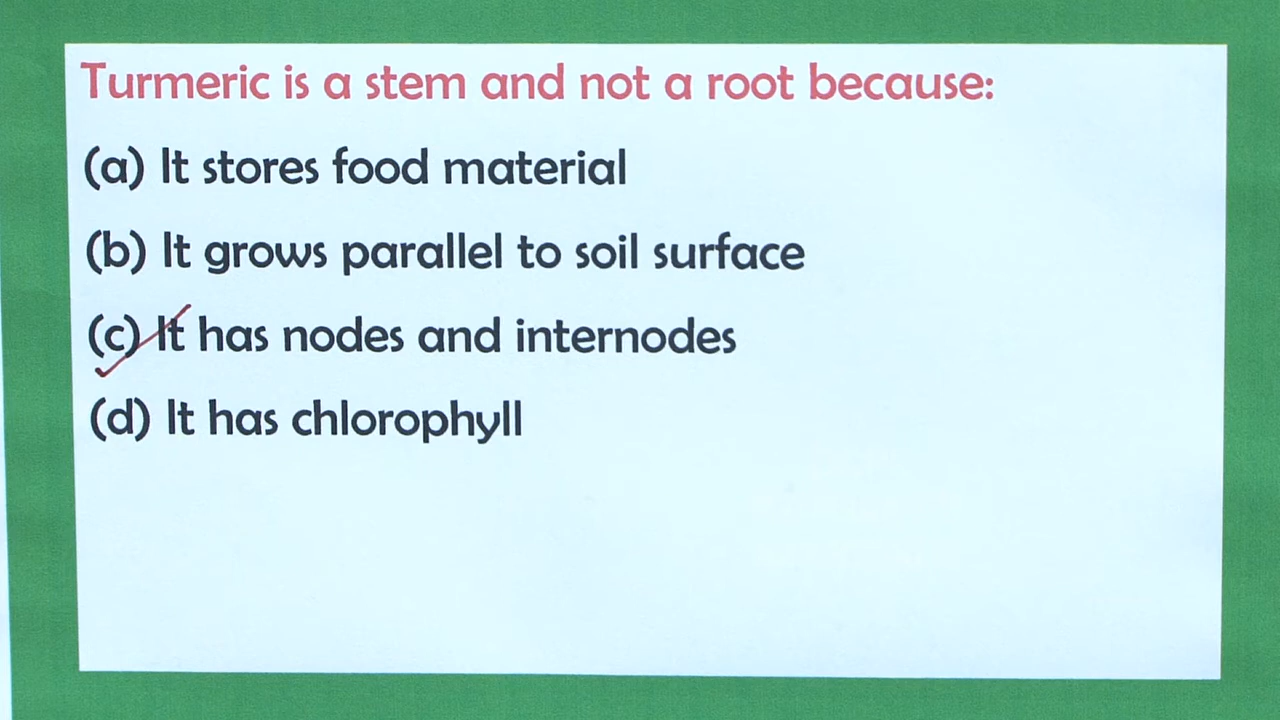 Turmeric is a stem and not a root because:
(a) It stores food material
(b) It grows parallel to soil surface
(c) It has nodes and internodes
(d) It has chlorophyll